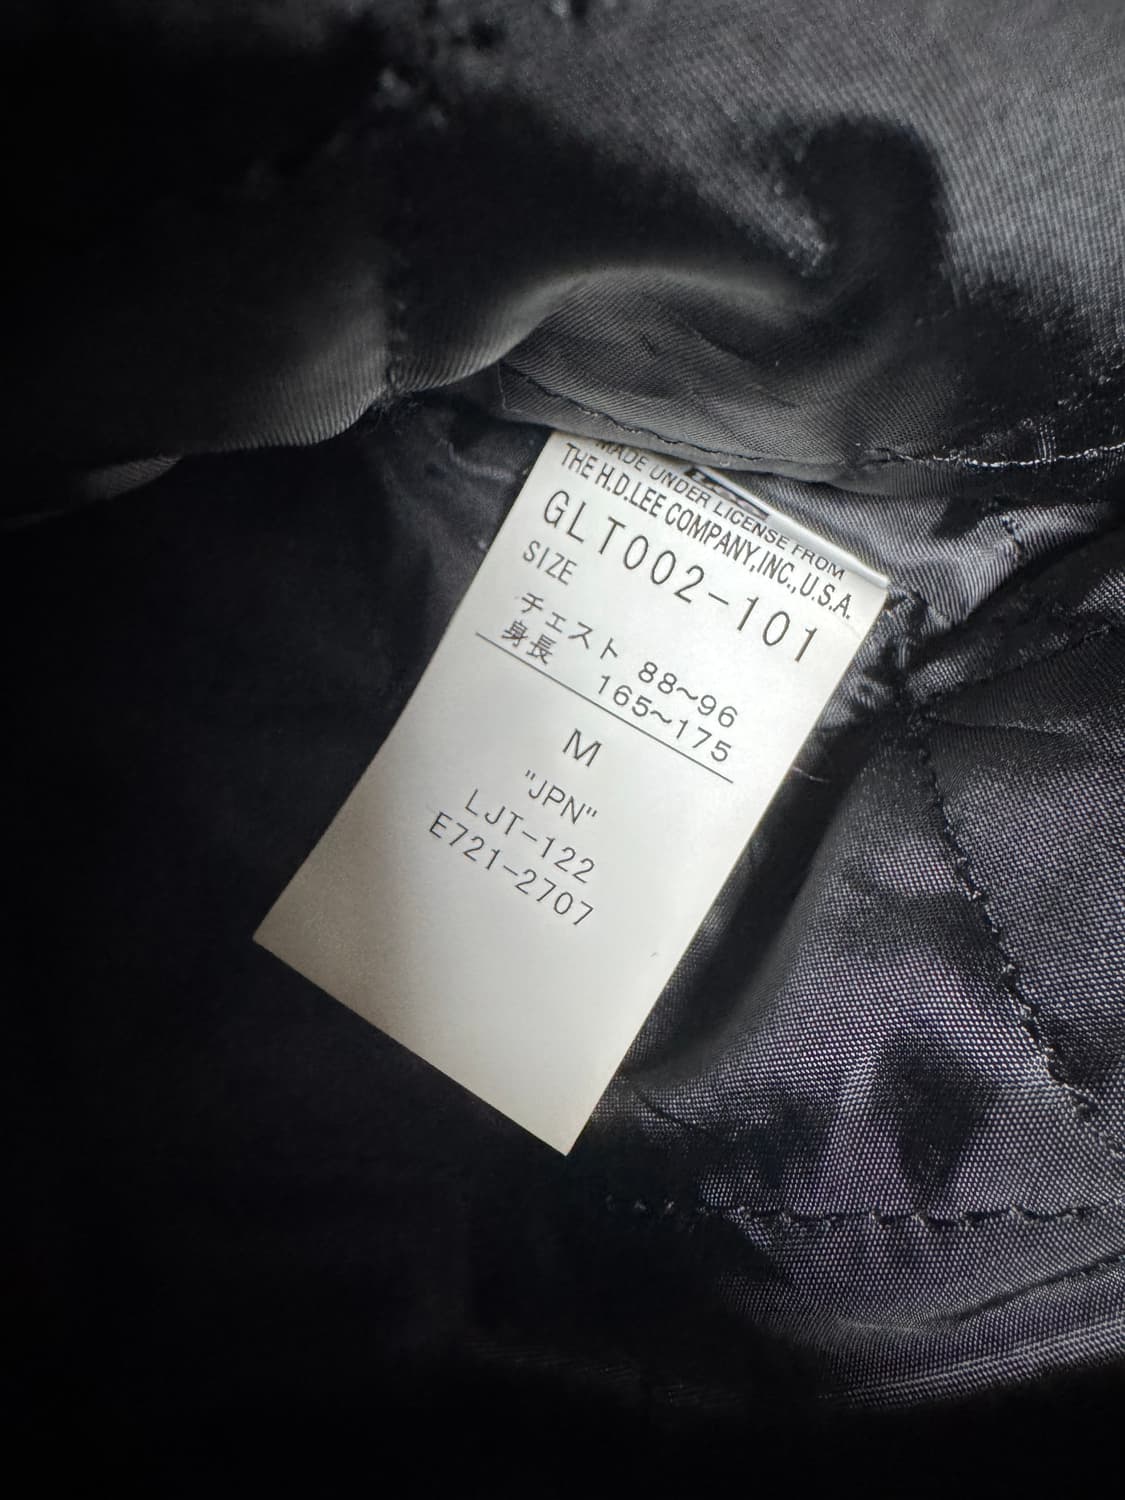 MADE UNDER LICENSE FROM
THE H.D.LEE COMPANY,INC.,U.S.A.
GLT002-101
SIZE
チェスト 88~96
身長 165~175
M
"JPN"
LJT-122
E721-2707